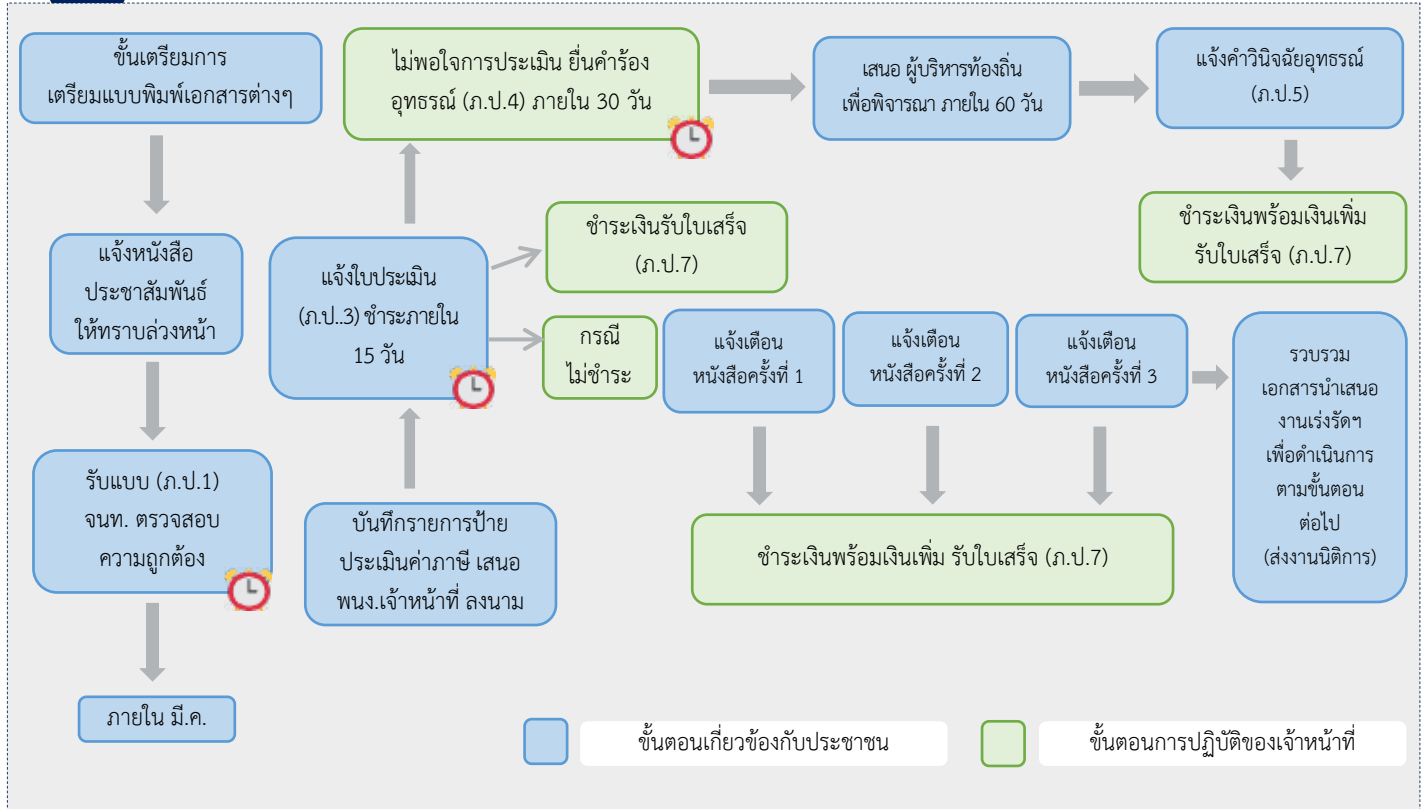 ขั้นเตรียมการ
เตรียมแบบพิมพ์เอกสารต่างๆ
ไม่พอใจการประเมิน ยื่นคำร้อง
อุทธรณ์ (ภ.ป.4) ภายใน 30 วัน
เสนอ ผู้บริหารท้องถิ่น
เพื่อพิจารณา ภายใน 60 วัน
แจ้งคำวินิจฉัยอุทธรณ์
(ภ.ป.5)
แจ้งหนังสือ
ประชาสัมพันธ์
ให้ทราบล่วงหน้า
แจ้งใบประเมิน
(ภ.ป..3) ชำระภายใน
15 วัน
ชำระเงินรับใบเสร็จ
(ภ.ป.7)
ชำระเงินพร้อมเงินเพิ่ม
รับใบเสร็จ (ภ.ป.7)
กรณี
ไม่ชำระ
แจ้งเตือน
หนังสือครั้งที่ 1
แจ้งเตือน
หนังสือครั้งที่ 2
แจ้งเตือน
หนังสือครั้งที่ 3
รวบรวม
เอกสารนำเสนอ
งานเร่งรัดฯ
เพื่อดำเนินการ
ตามขั้นตอน
ต่อไป
(ส่งงานนิติการ)
รับแบบ (ภ.ป.1)
จนท. ตรวจสอบ
ความถูกต้อง
บันทึกรายการป้าย
ประเมินค่าภาษี เสนอ
พนง.เจ้าหน้าที่ ลงนาม
ชำระเงินพร้อมเงินเพิ่ม รับใบเสร็จ (ภ.ป.7)
ภายใน มี.ค.
ขั้นตอนเกี่ยวข้องกับประชาชน
ขั้นตอนการปฏิบัติของเจ้าหน้าที่